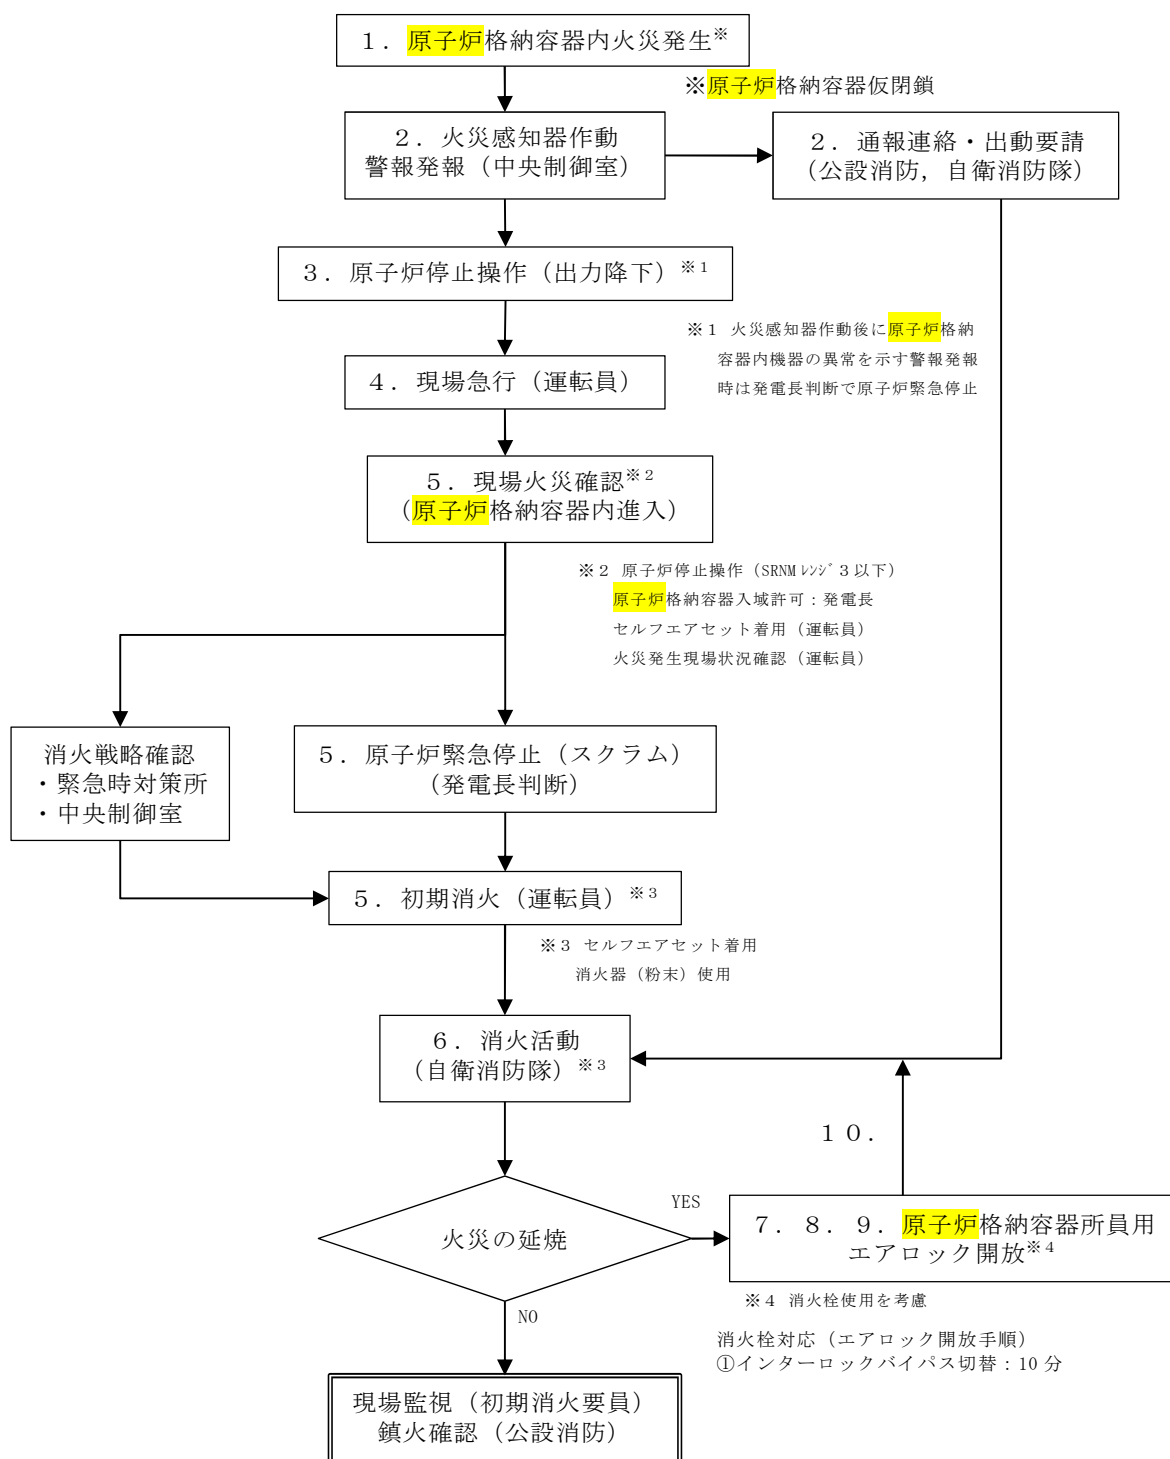 １．原子炉格納容器内火災発生※
※原子炉格納容器仮閉鎖
２．火災感知器作動
警報発報（中央制御室）
２．通報連絡・出動要請
（公設消防，自衛消防隊）
３．原子炉停止操作（出力降下）※１
※１ 火災感知器作動後に原子炉格納
容器内機器の異常を示す警報発報
時は発電長判断で原子炉緊急停止
４．現場急行（運転員）
５．現場火災確認※２
（原子炉格納容器内進入）
※２ 原子炉停止操作（SRNMﾚﾝｼﾞ３以下）
原子炉格納容器入域許可：発電長
セルフエアセット着用（運転員）
火災発生現場状況確認（運転員）
消火戦略確認
・緊急時対策所
・中央制御室
５．原子炉緊急停止（スクラム）
（発電長判断）
５．初期消火（運転員）※３
※３ セルフエアセット着用
消火器（粉末）使用
６．消火活動
（自衛消防隊）※３
１０．
火災の延焼
YES
７．８．９．原子炉格納容器所員用
エアロック開放※４
※４ 消火栓使用を考慮
NO
消火栓対応（エアロック開放手順）
①インターロックバイパス切替：10 分
現場監視（初期消火要員）
鎮火確認（公設消防）